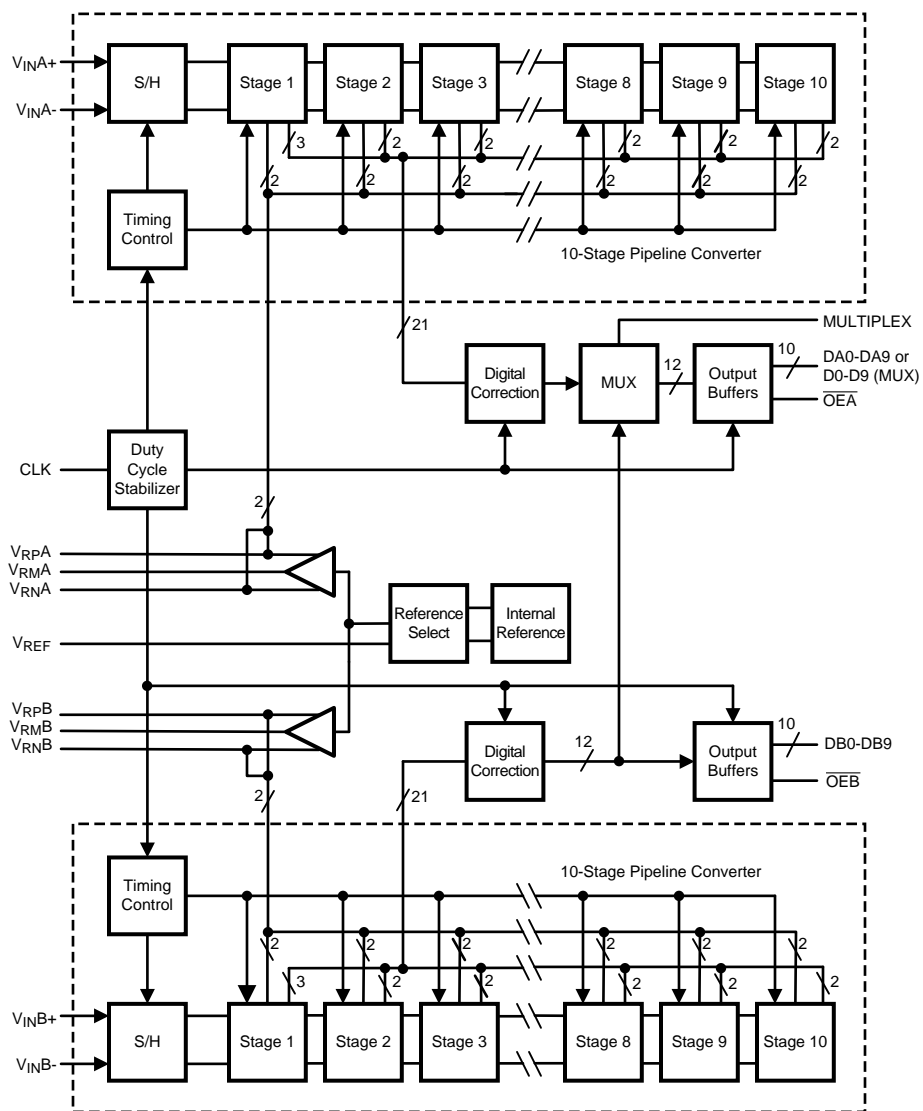 VINA+
VINA-
S/H
Stage 1
Stage 2
Stage 3
Stage 8
Stage 9
Stage 10
3
2
2
2
2
2
2
2
2
2
2
2
Timing
Control
10-Stage Pipeline Converter
21
MULTIPLEX
Digital
Correction
MUX
12
Output
Buffers
10
DA0-DA9 or
D0-D9 (MUX)
OEA
CLK
Duty
Cycle
Stabilizer
2
VRPA
VRMA
VRNA
Reference
Select
Internal
Reference
VREF
VRPB
VRMB
VRNB
Digital
Correction
12
Output
Buffers
10
DB0-DB9
OEB
2
21
Timing
Control
10-Stage Pipeline Converter
2
2
2
2
2
2
3
2
2
2
2
2
VINB+
VINB-
S/H
Stage 1
Stage 2
Stage 3
Stage 8
Stage 9
Stage 10